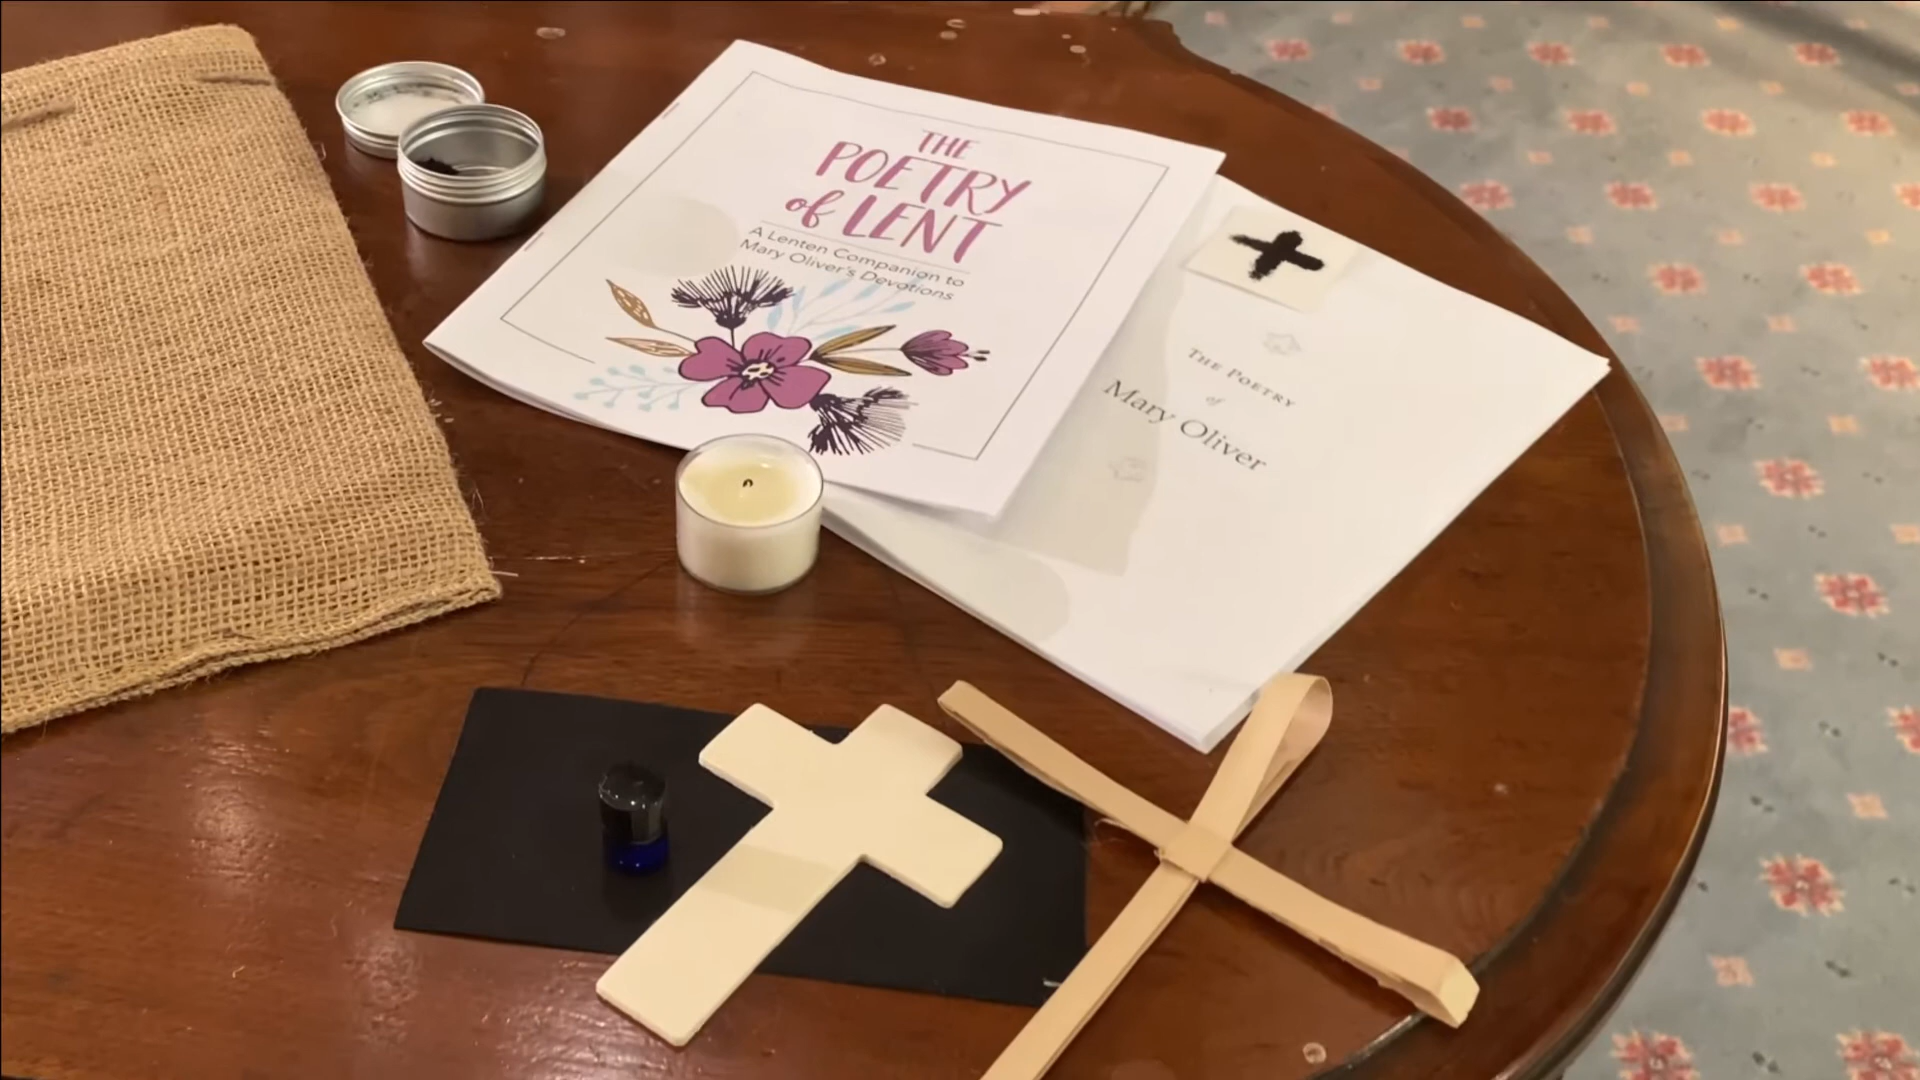 THE
POETRY
of LENT
A Lenten Companion to
Mary Oliver's Devotions
THE POETRY
of
Mary Oliver